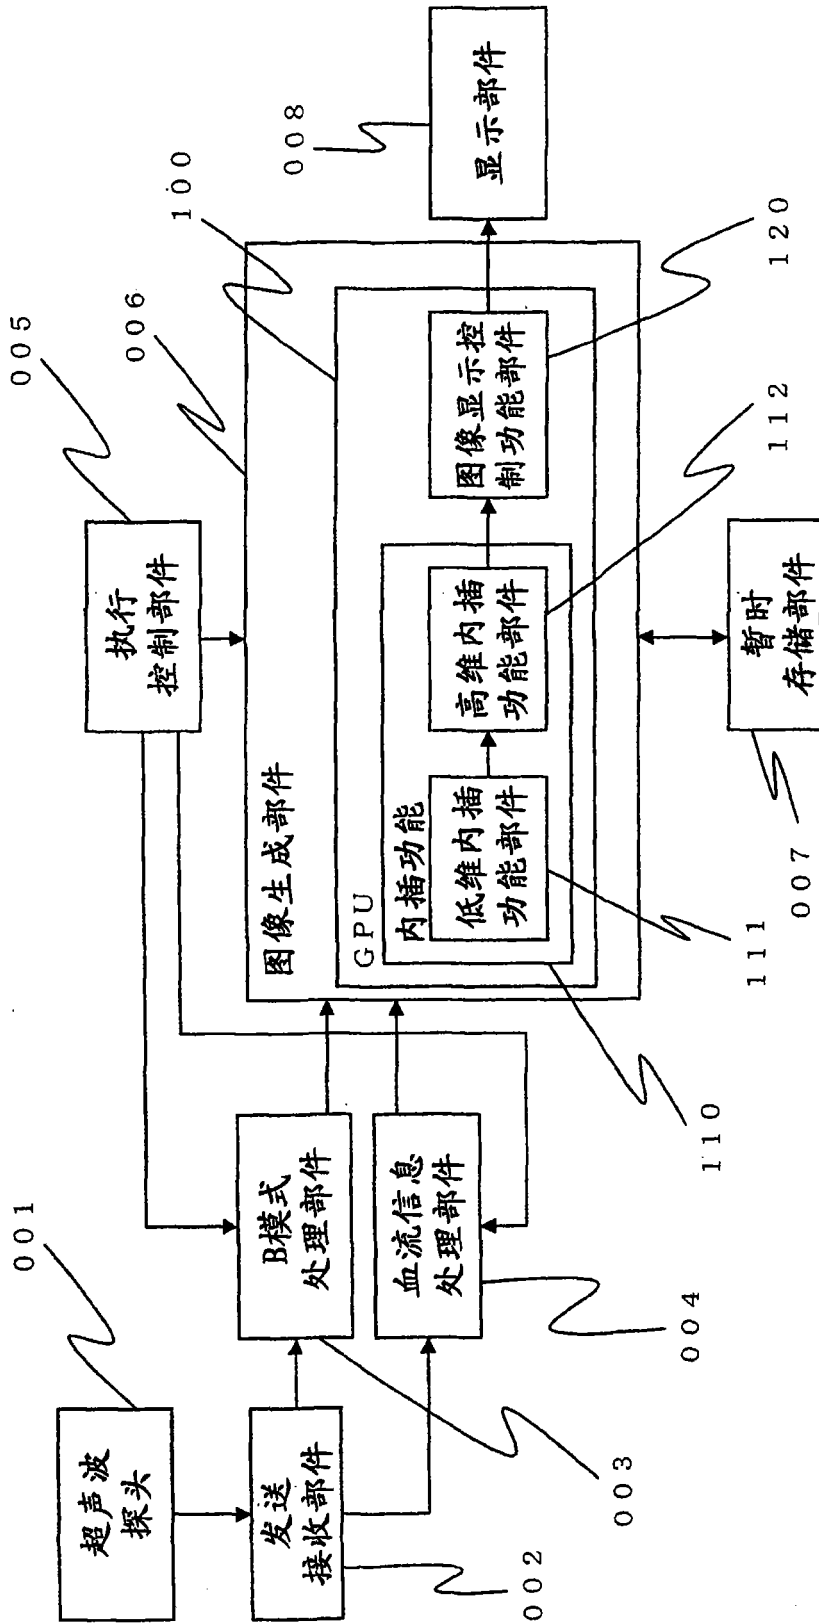 001
超声波
探头
发送
接收部件
002
B模式
处理部件
003
血流信息
处理部件
004
执行
控制部件
005
图像生成部件
006
GPU
100
内插功能
110
低维内插
功能部件
111
高维内插
功能部件
112
图像显示控
制功能部件
120
暂时
存储部件
007
显示部件
008